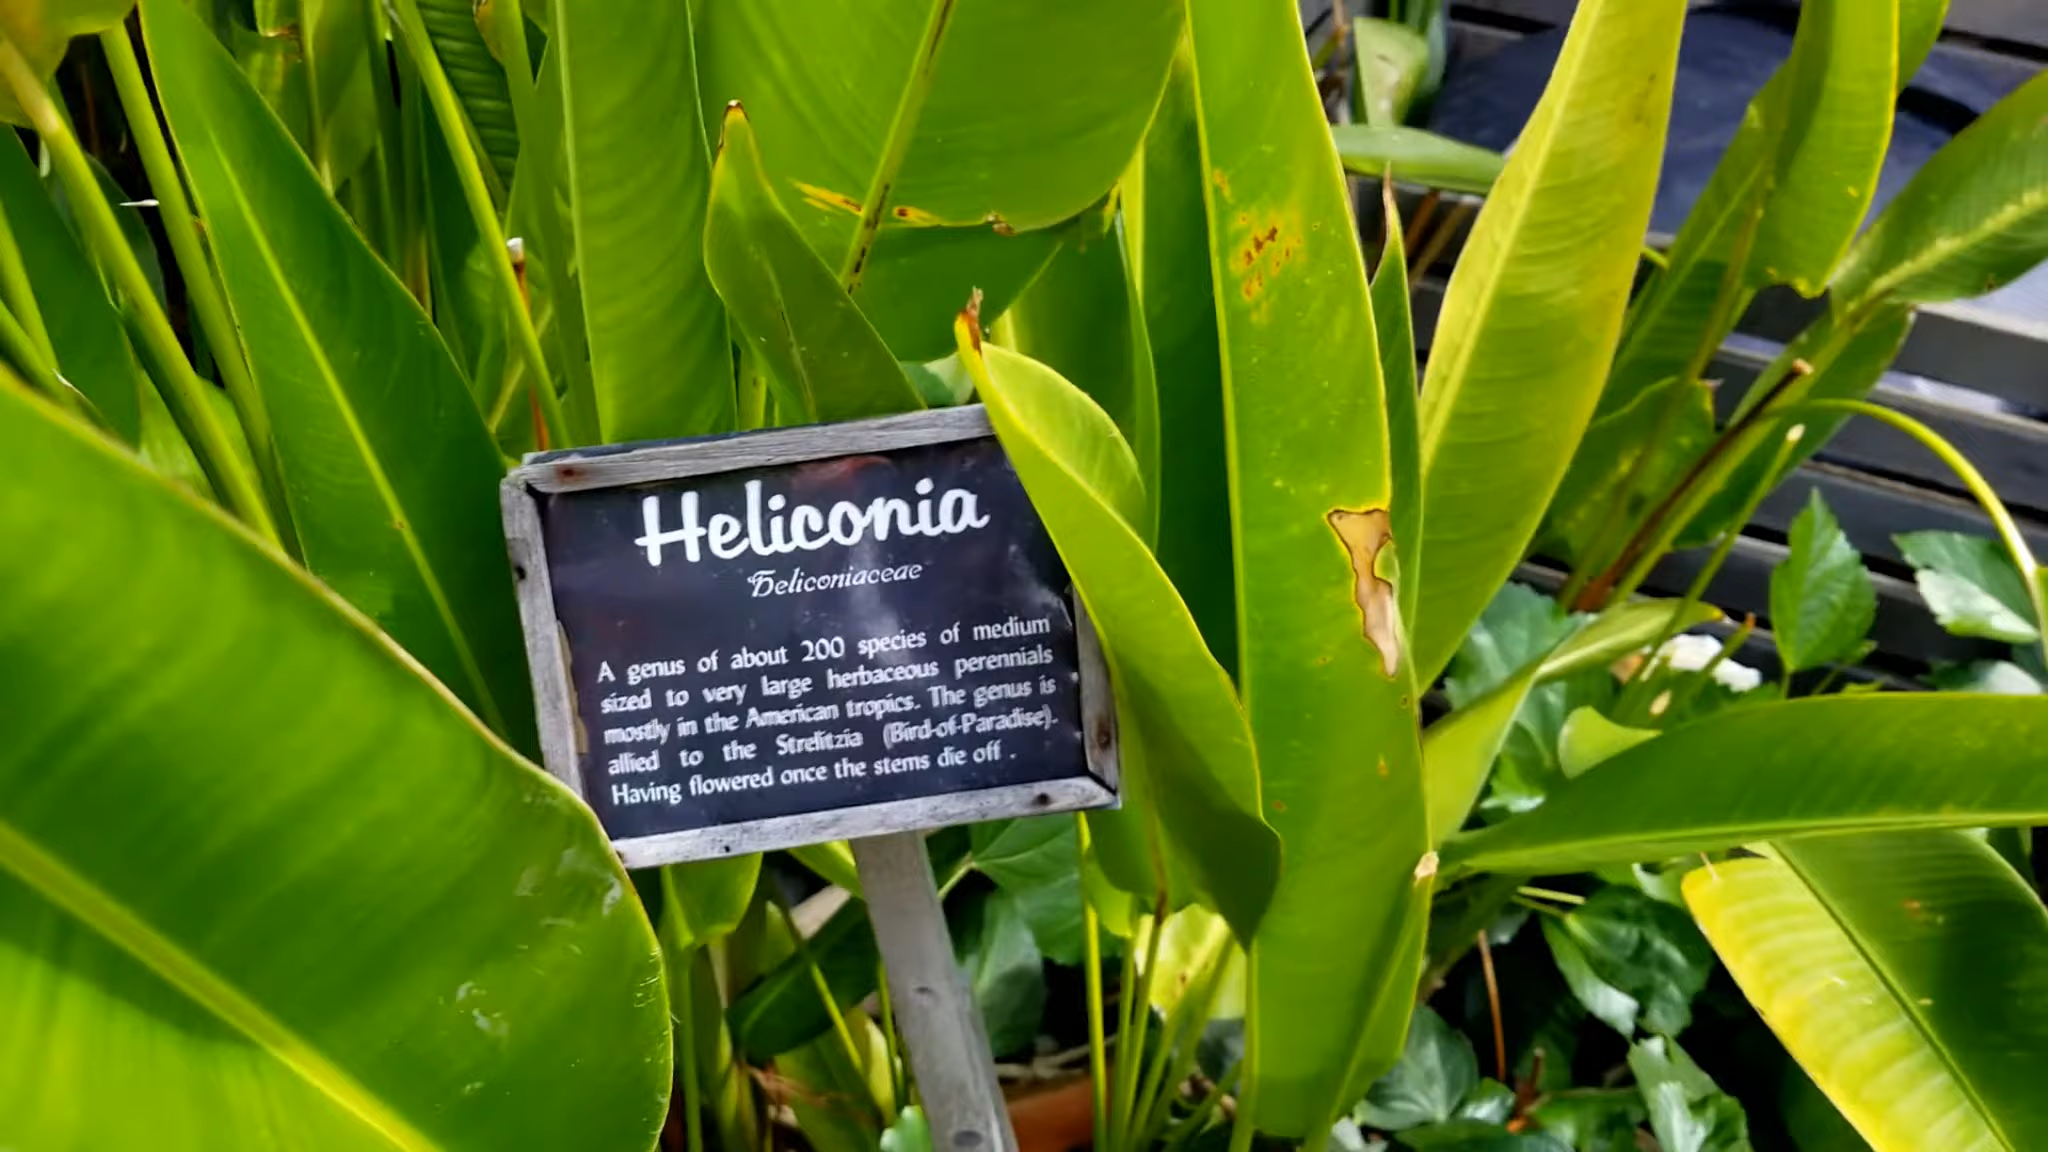 Heliconia
Heliconiaceae
A genus of about 200 species of medium
sized to very large herbaceous perennials
mostly in the American tropics. The genus is
allied to the Strelitzia (Bird-of-Paradise).
Having flowered once the stems die off .